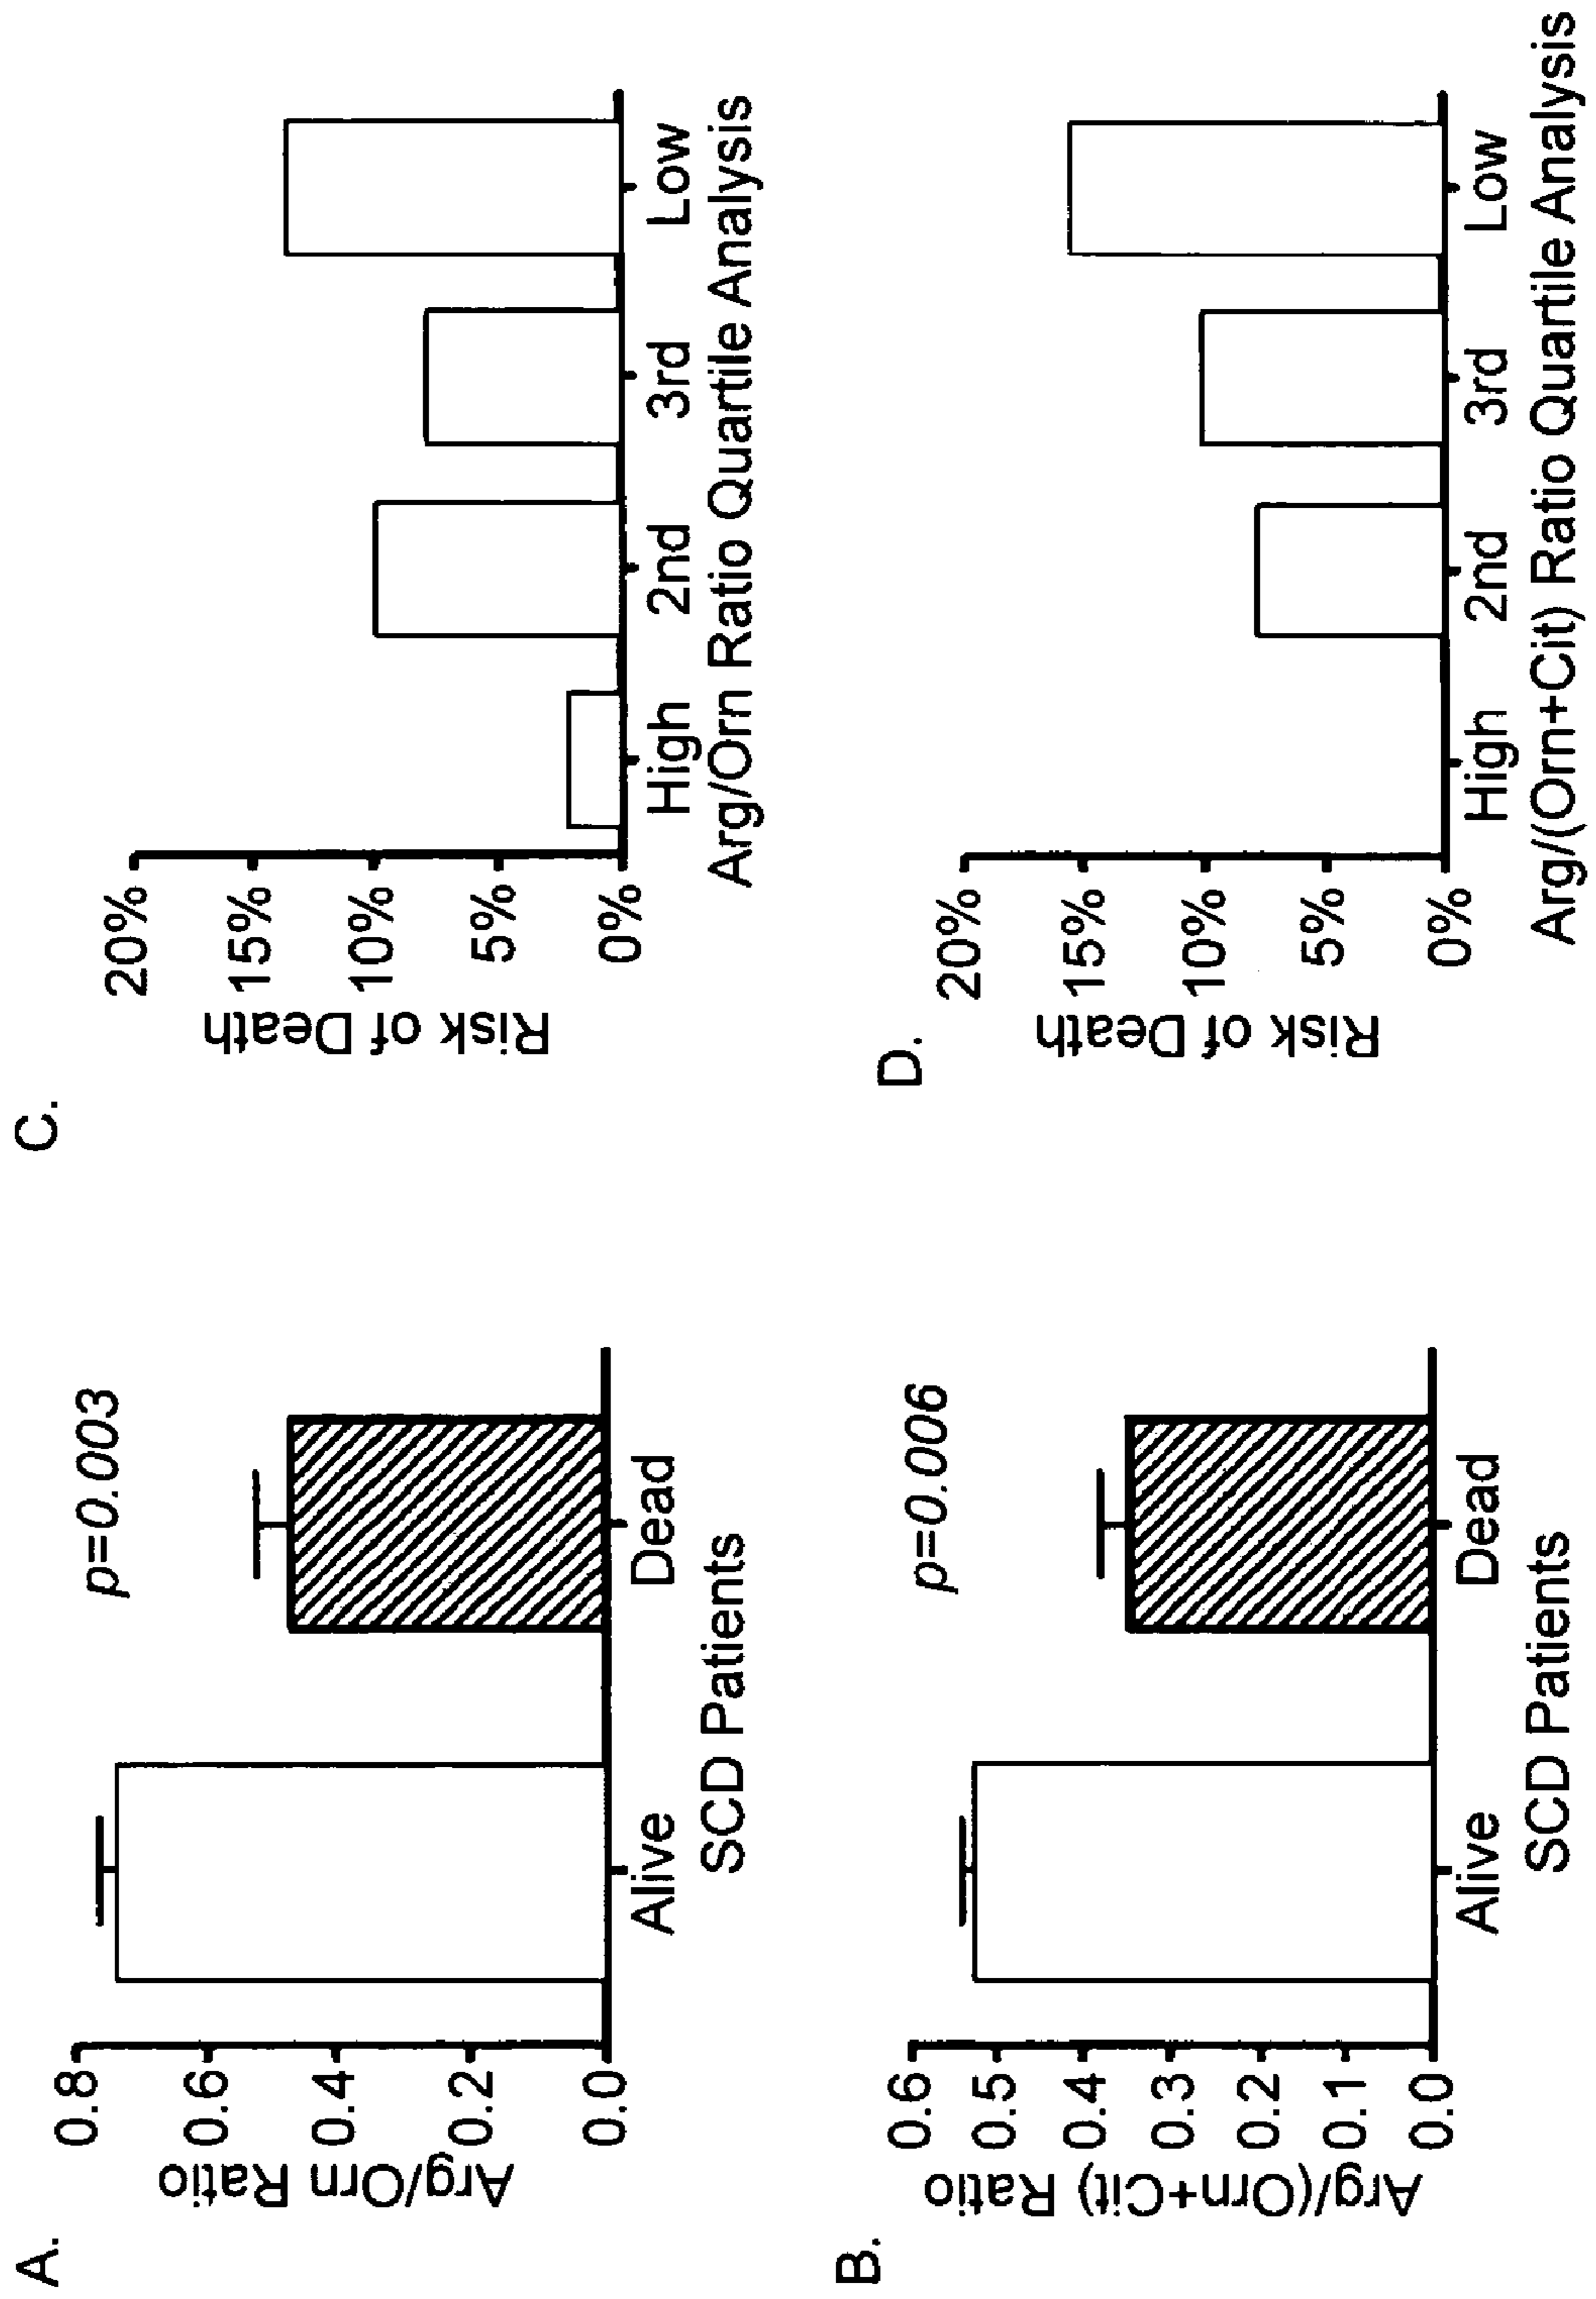 A.
Arg/Orn Ratio
0.8
0.6
0.4
0.2
0.0
p=0.003
Alive
Dead
SCD Patients
B.
Arg/(Orn+Cit) Ratio
0.6
0.5
0.4
0.3
0.2
0.1
0.0
p=0.006
Alive
Dead
SCD Patients
C.
Risk of Death
20%
15%
10%
5%
0%
High
2nd
3rd
Low
Arg/Orn Ratio Quartile Analysis
D.
Risk of Death
20%
15%
10%
5%
0%
High
2nd
3rd
Low
Arg/(Orn+Cit) Ratio Quartile Analysis